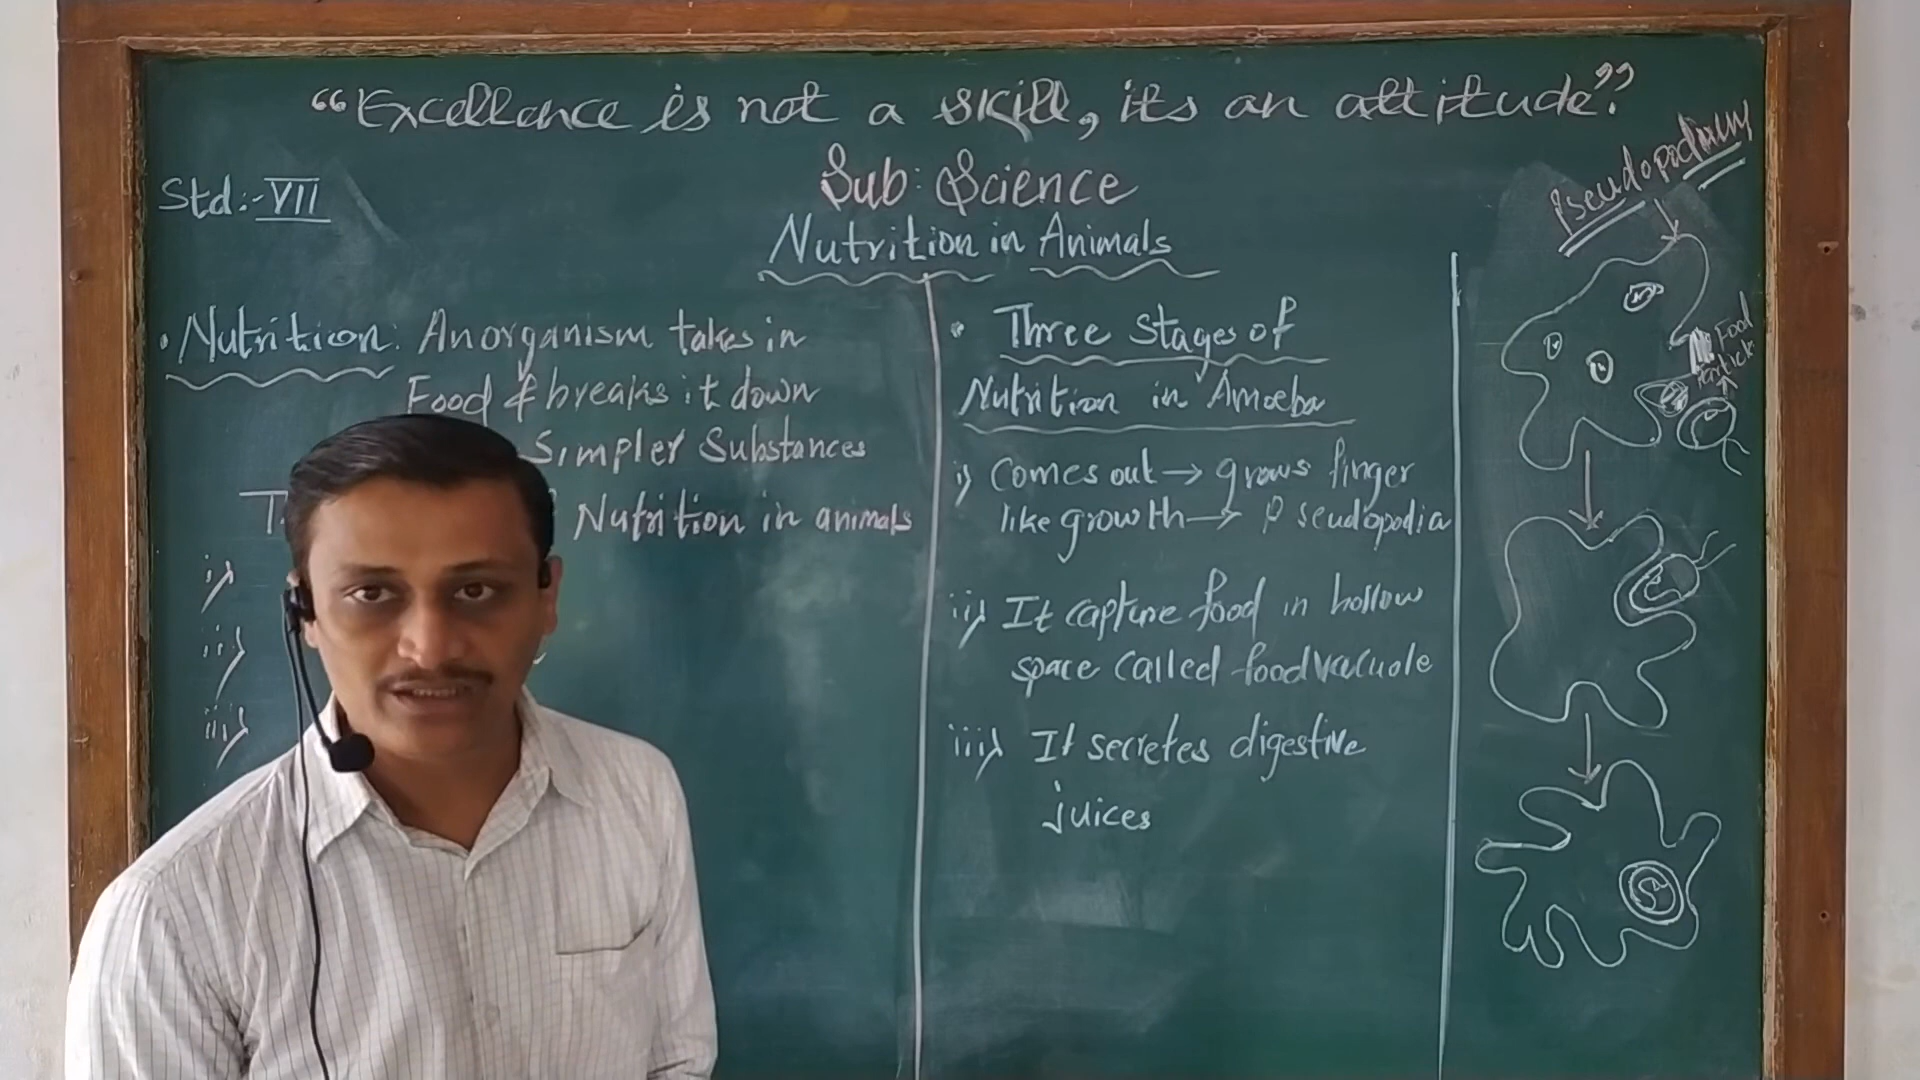 “Excellence is not a skill, its an attitude”
Std:- VII
Sub: Science
Nutrition in Animals
• Nutrition: An organism takes in
Food & breaks it down
Simpler Substances
Nutrition in animals
i)
ii)
iii)
• Three Stages of
Nutrition in Amoeba
i) Comes out → grows finger
like growth → Pseudopodia
ii) It capture food in hollow
space called food vacuole
iii) It secretes digestive
juices
Pseudopodium
Food
Particle